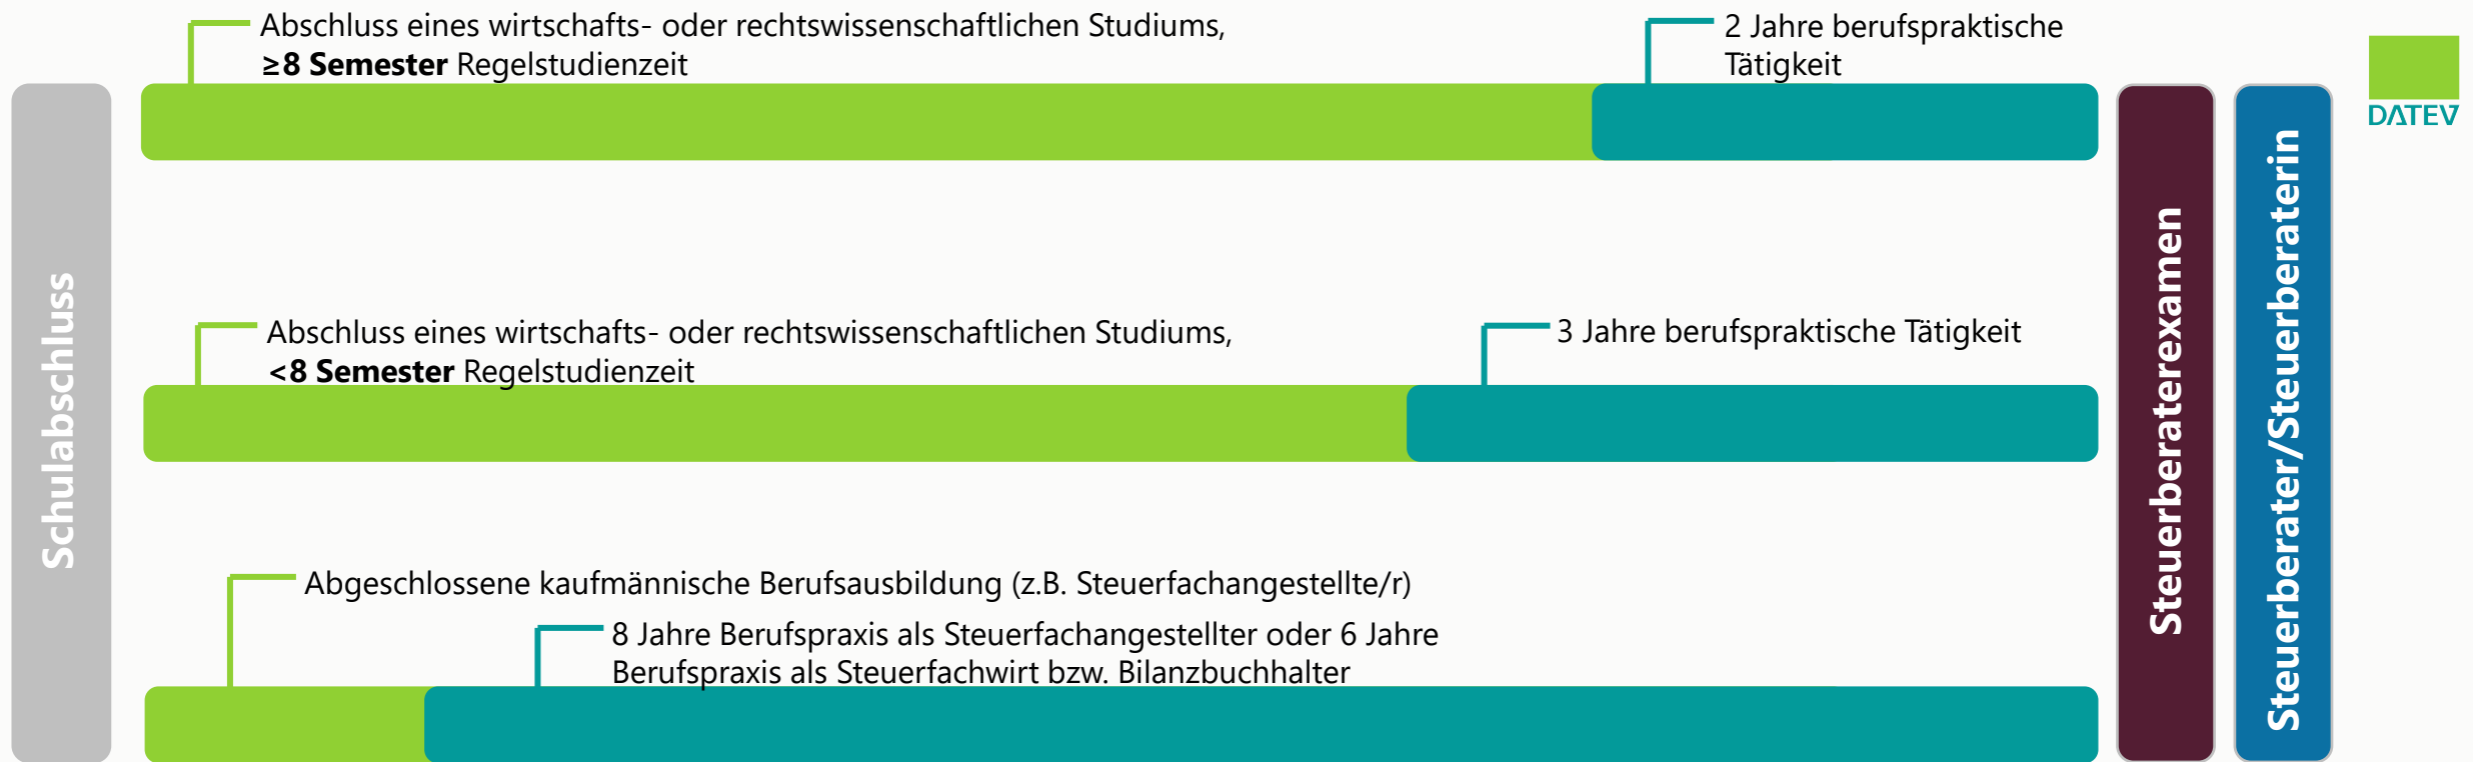 Abschluss eines wirtschafts- oder rechtswissenschaftlichen Studiums,
≥8 Semester Regelstudienzeit
2 Jahre berufspraktische
Tätigkeit
DATEV
Schulabschluss
Abschluss eines wirtschafts- oder rechtswissenschaftlichen Studiums,
<8 Semester Regelstudienzeit
3 Jahre berufspraktische Tätigkeit
Abgeschlossene kaufmännische Berufsausbildung (z.B. Steuerfachangestellte/r)
8 Jahre Berufspraxis als Steuerfachangestellter oder 6 Jahre
Berufspraxis als Steuerfachwirt bzw. Bilanzbuchhalter
Steuerberaterexamen
Steuerberater/Steuerberaterin